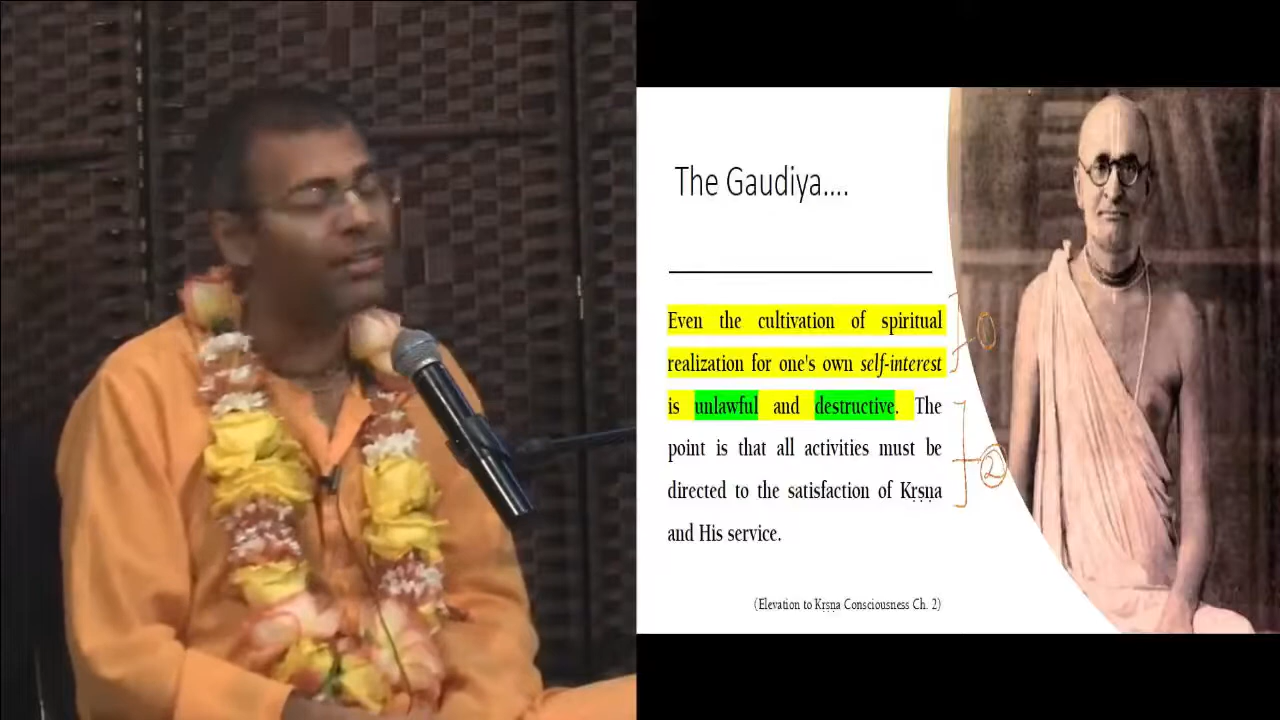 The Gaudiya....
Even the cultivation of spiritual
realization for one's own self-interest
is unlawful and destructive. The
point is that all activities must be
directed to the satisfaction of Kṛṣṇa
and His service.
(Elevation to Kṛṣṇa Consciousness Ch. 2)
1
2